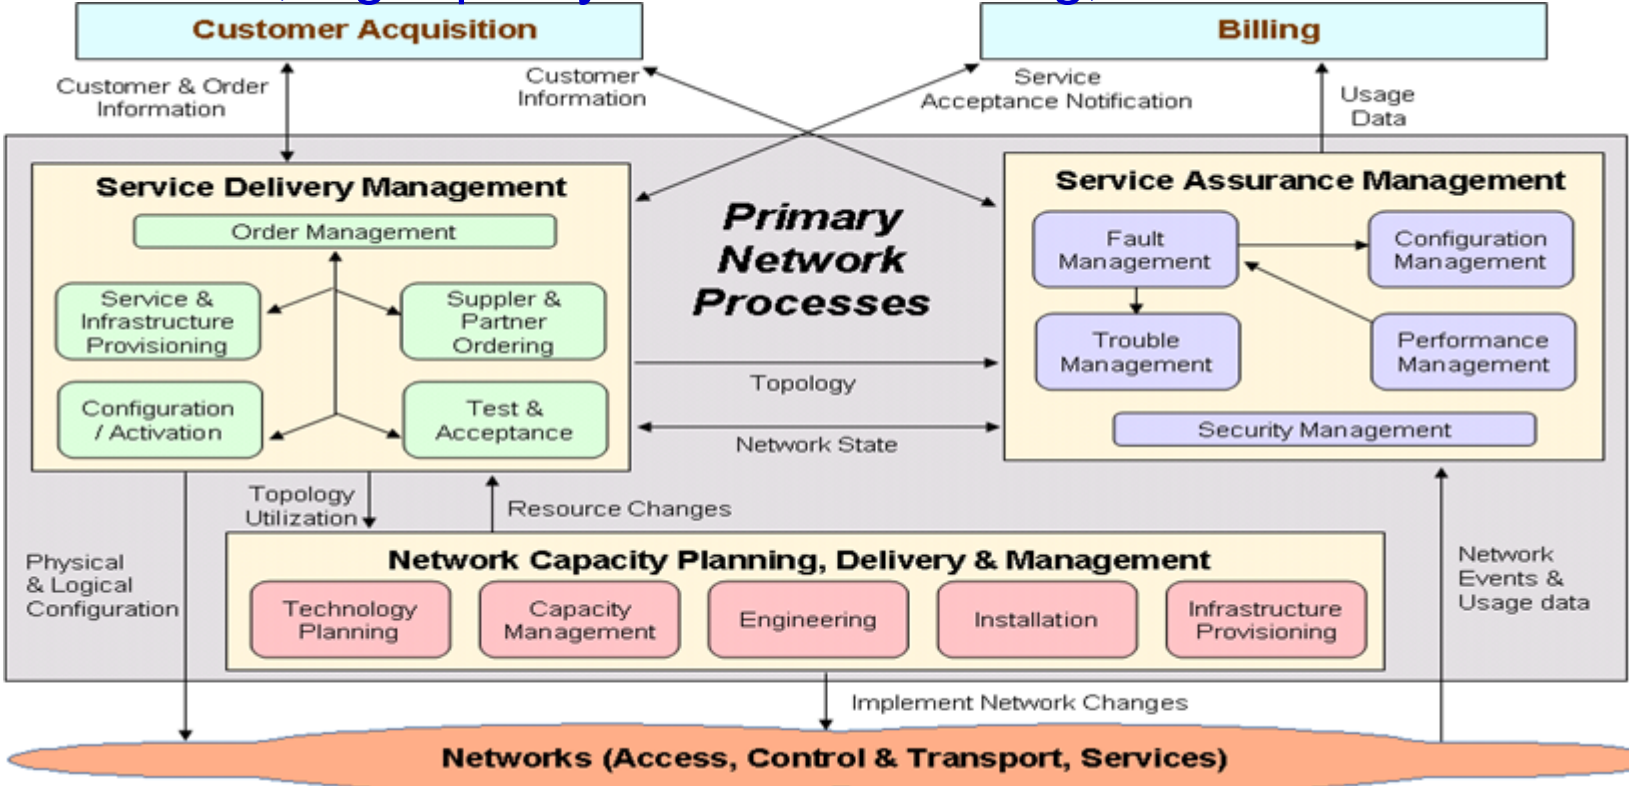 Customer Acquisition
Billing
Customer & Order
Information
Customer
Information
Service
Acceptance Notification
Usage
Data
Service Delivery Management
Order Management
Service &
Infrastructure
Provisioning
Suppler &
Partner
Ordering
Configuration
/ Activation
Test &
Acceptance
Primary
Network
Processes
Topology
Network State
Service Assurance Management
Fault
Management
Configuration
Management
Trouble
Management
Performance
Management
Security Management
Topology
Utilization
Resource Changes
Physical
& Logical
Configuration
Network Capacity Planning, Delivery & Management
Technology
Planning
Capacity
Management
Engineering
Installation
Infrastructure
Provisioning
Network
Events &
Usage data
Implement Network Changes
Networks (Access, Control & Transport, Services)